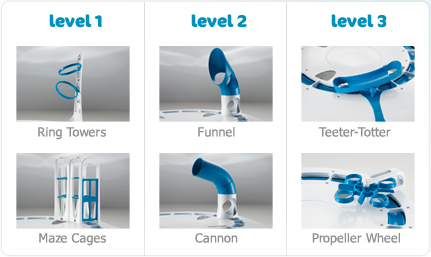 level 1
level 2
level 3
Ring Towers
Funnel
Teeter-Totter
Maze Cages
Cannon
Propeller Wheel